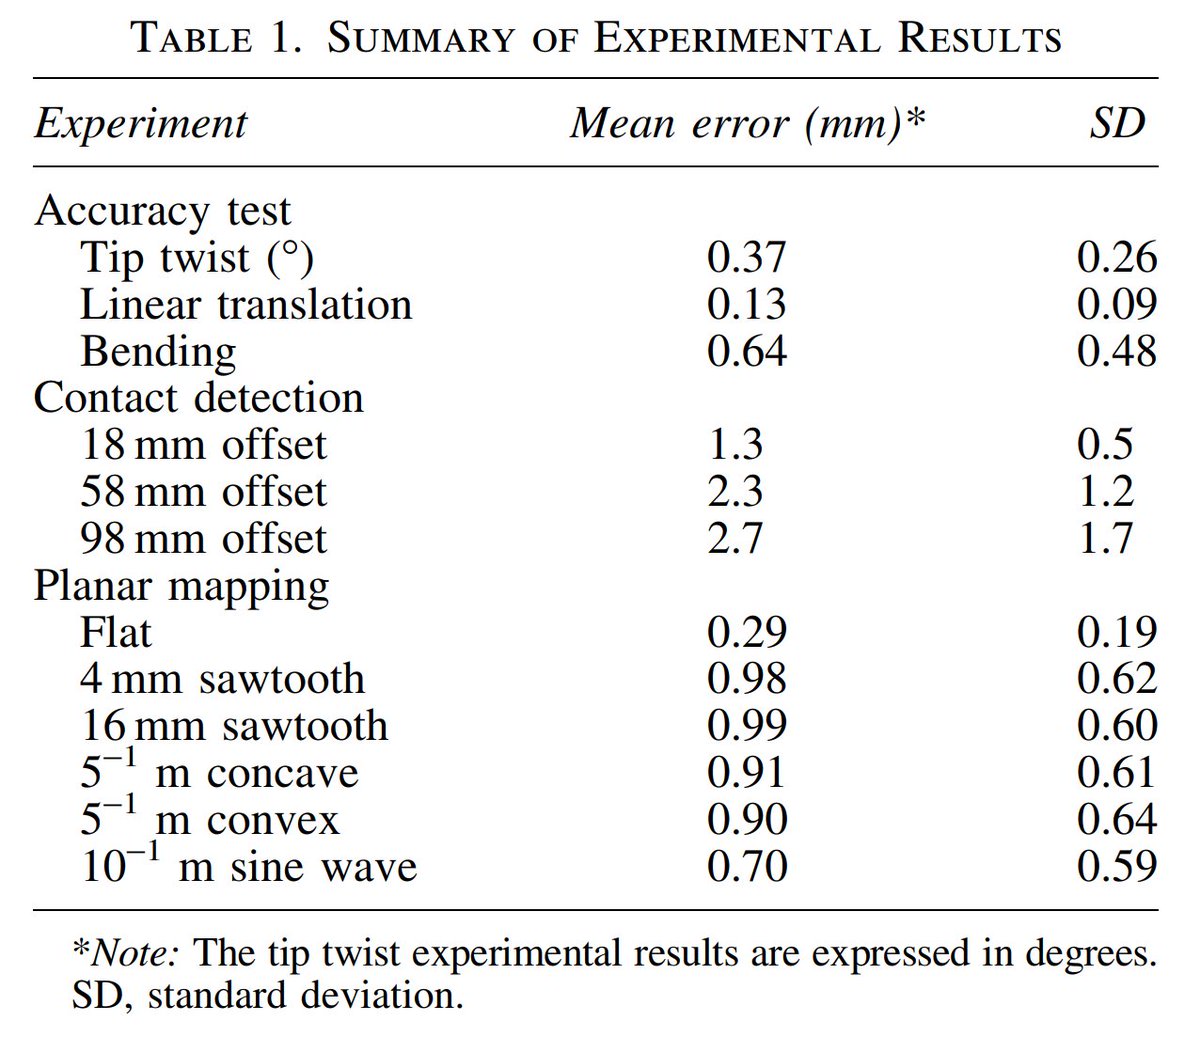 TABLE 1. SUMMARY OF EXPERIMENTAL RESULTS
Experiment Mean error (mm)* SD
Accuracy test
Tip twist (°) 0.37 0.26
Linear translation 0.13 0.09
Bending 0.64 0.48
Contact detection
18 mm offset 1.3 0.5
58 mm offset 2.3 1.2
98 mm offset 2.7 1.7
Planar mapping
Flat 0.29 0.19
4 mm sawtooth 0.98 0.62
16 mm sawtooth 0.99 0.60
5⁻¹ m concave 0.91 0.61
5⁻¹ m convex 0.90 0.64
10⁻¹ m sine wave 0.70 0.59
*Note: The tip twist experimental results are expressed in degrees.
SD, standard deviation.